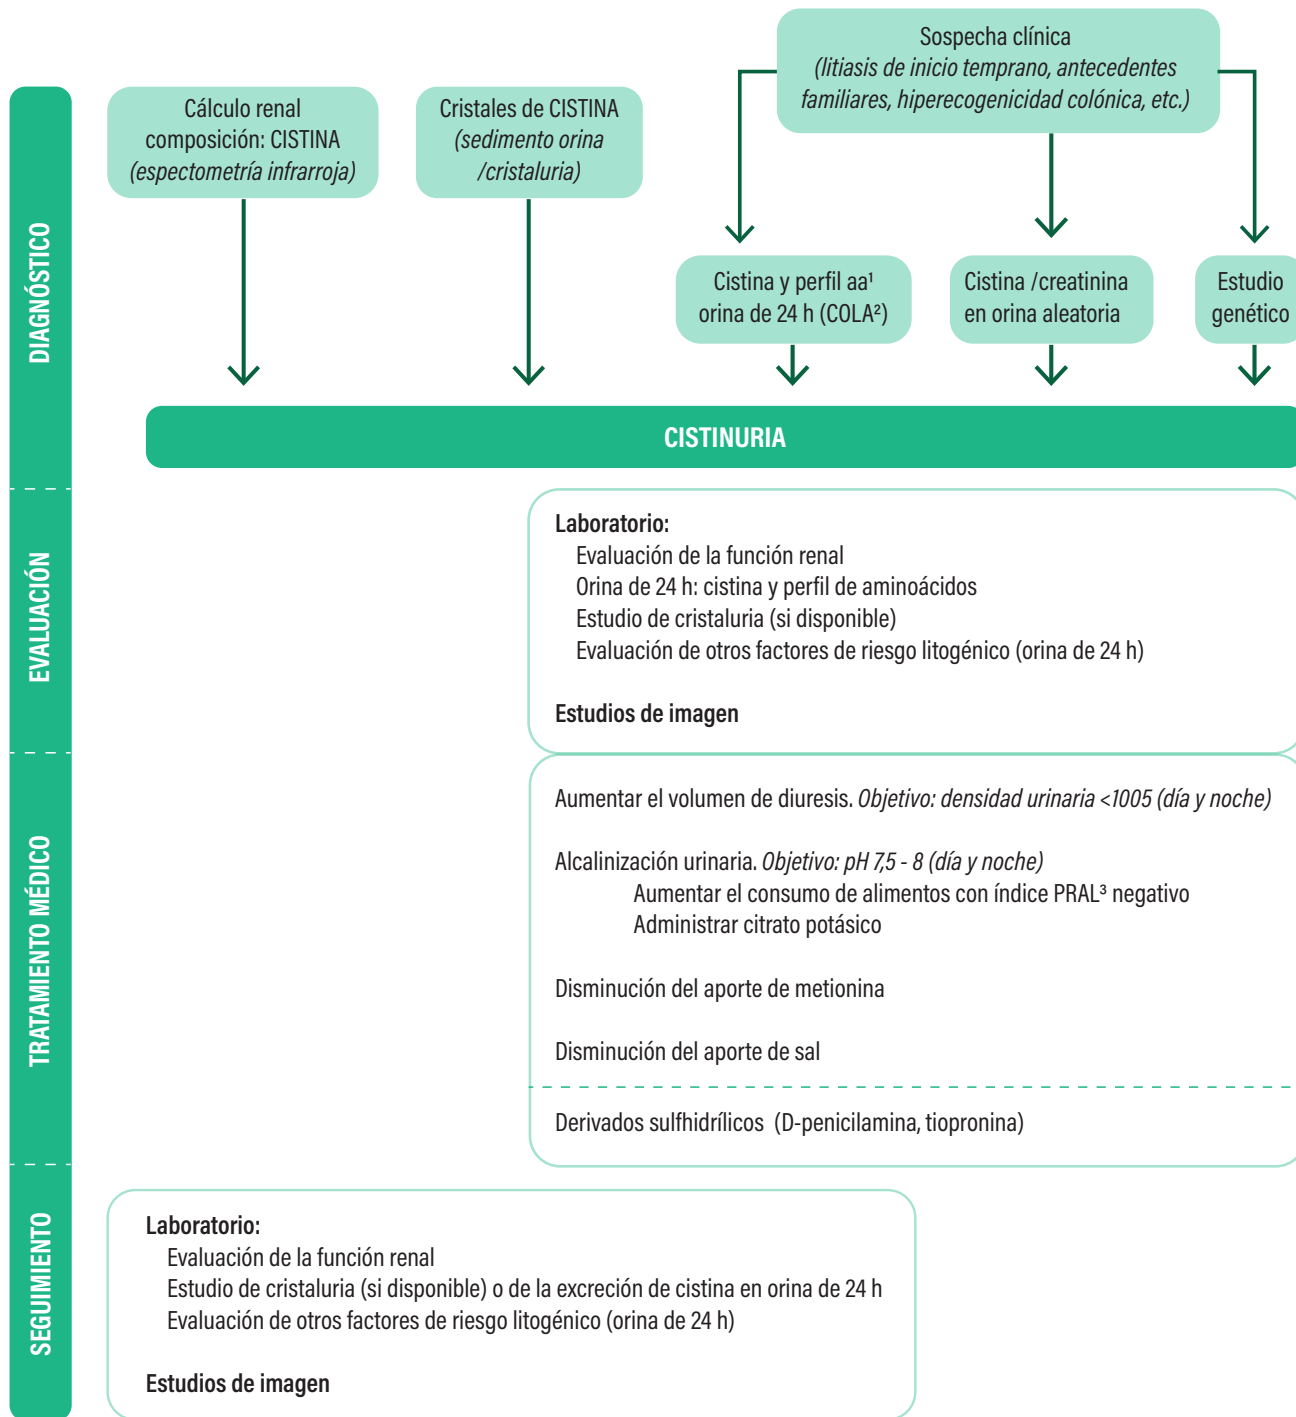 Sospecha clínica
(litiasis de inicio temprano, antecedentes
familiares, hiperecogenicidad colónica, etc.)
Cálculo renal
composición: CISTINA
(espectometría infrarroja)
Cristales de CISTINA
(sedimento orina
/cristaluria)
Cistina y perfil aa¹
orina de 24 h (COLA²)
Cistina /creatinina
en orina aleatoria
Estudio
genético
DIAGNÓSTICO
CISTINURIA
EVALUACIÓN
Laboratorio:
Evaluación de la función renal
Orina de 24 h: cistina y perfil de aminoácidos
Estudio de cristaluria (si disponible)
Evaluación de otros factores de riesgo litogénico (orina de 24 h)
Estudios de imagen
TRATAMIENTO MÉDICO
Aumentar el volumen de diuresis. Objetivo: densidad urinaria <1005 (día y noche)
Alcalinización urinaria. Objetivo: pH 7,5 - 8 (día y noche)
Aumentar el consumo de alimentos con índice PRAL³ negativo
Administrar citrato potásico
Disminución del aporte de metionina
Disminución del aporte de sal
Derivados sulfhidrílicos (D-penicilamina, tiopronina)
SEGUIMIENTO
Laboratorio:
Evaluación de la función renal
Estudio de cristaluria (si disponible) o de la excreción de cistina en orina de 24 h
Evaluación de otros factores de riesgo litogénico (orina de 24 h)
Estudios de imagen